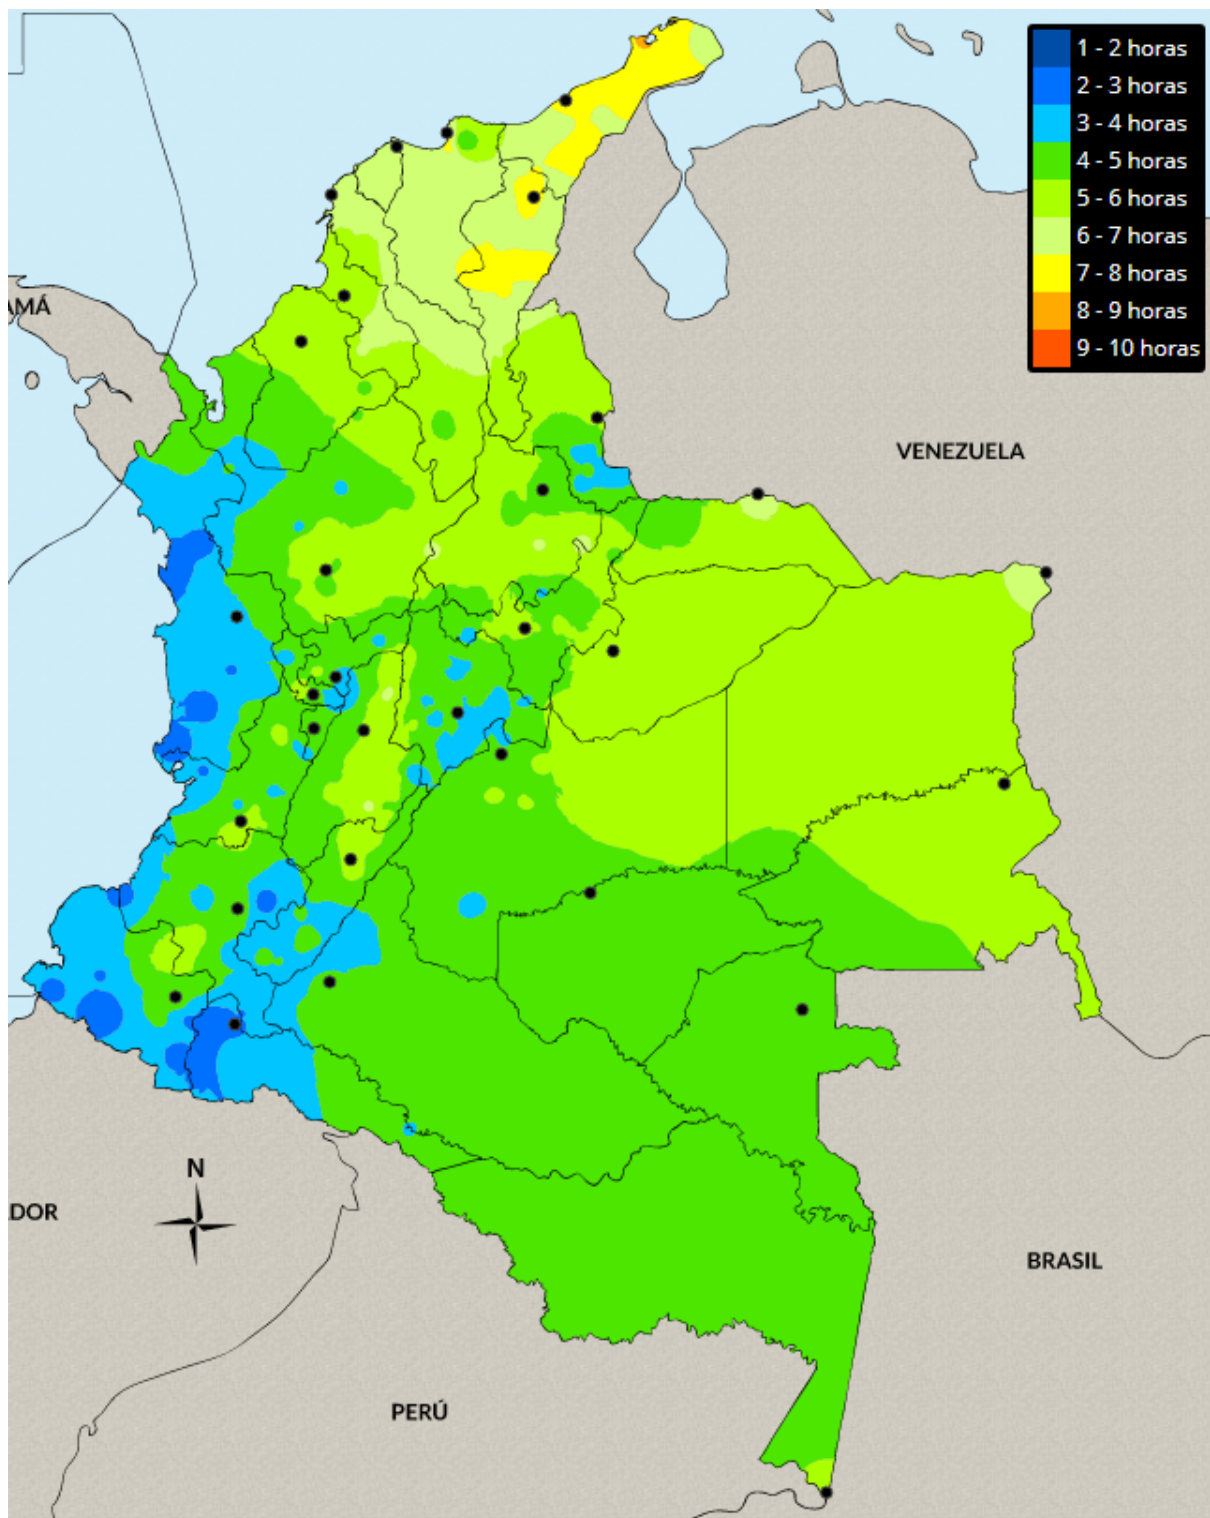 1 - 2 horas
2 - 3 horas
3 - 4 horas
4 - 5 horas
5 - 6 horas
6 - 7 horas
7 - 8 horas
8 - 9 horas
9 - 10 horas
AMÁ
VENEZUELA
N
DOR
BRASIL
PERÚ